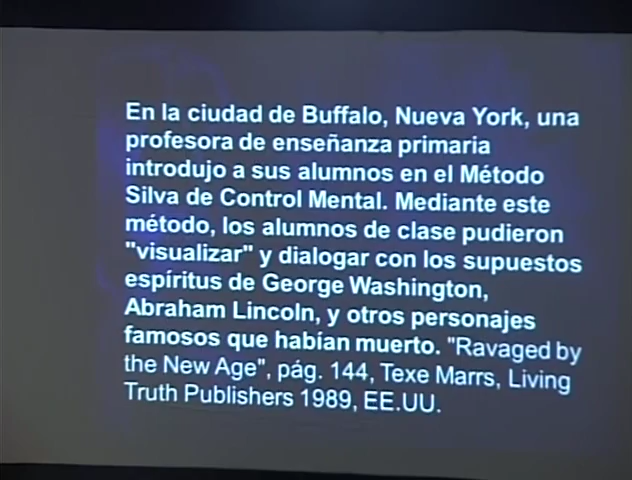 En la ciudad de Buffalo, Nueva York, una
profesora de enseñanza primaria
introdujo a sus alumnos en el Método
Silva de Control Mental. Mediante este
método, los alumnos de clase pudieron
"visualizar" y dialogar con los supuestos
espíritus de George Washington,
Abraham Lincoln, y otros personajes
famosos que habían muerto. "Ravaged by
the New Age", pág. 144, Texe Marrs, Living
Truth Publishers 1989, EE.UU.